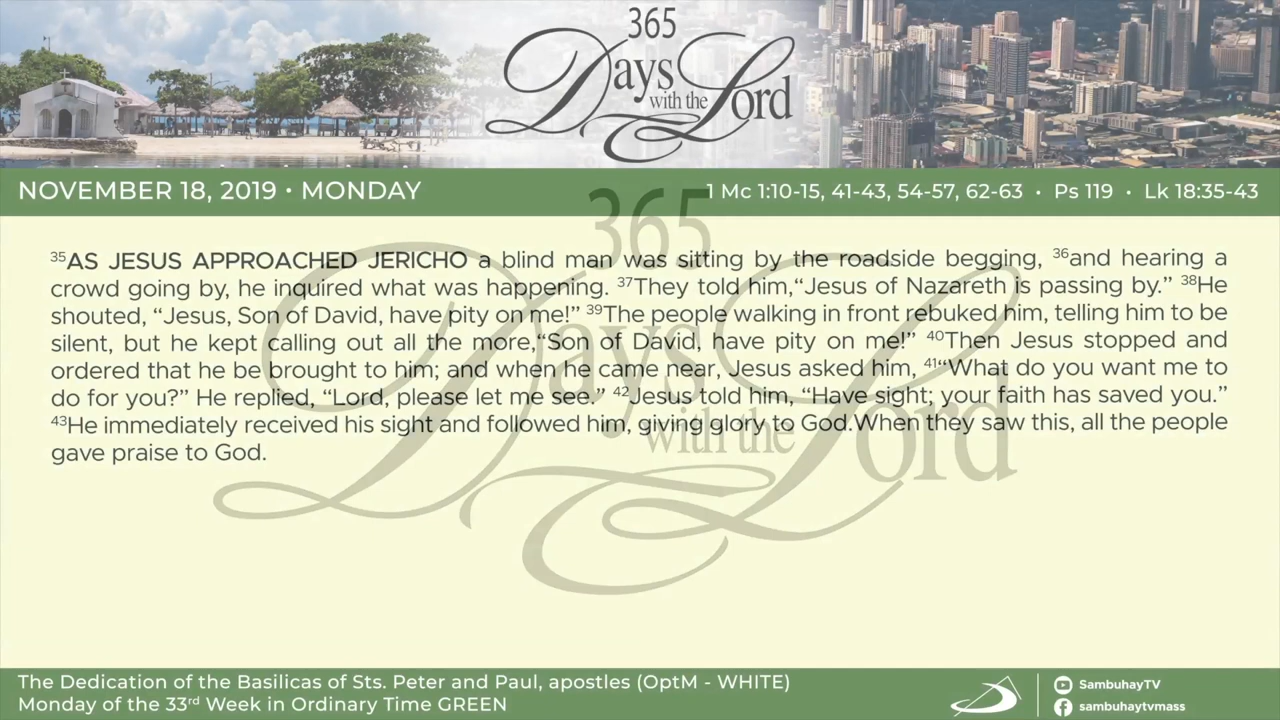 365
Days
with the
Lord
NOVEMBER 18, 2019 • MONDAY
1 Mc 1:10-15, 41-43, 54-57, 62-63 • Ps 119 • Lk 18:35-43
365
Days
with the
Lord
³⁵AS JESUS APPROACHED JERICHO a blind man was sitting by the roadside begging, ³⁶and hearing a
crowd going by, he inquired what was happening. ³⁷They told him,“Jesus of Nazareth is passing by.” ³⁸He
shouted, “Jesus, Son of David, have pity on me!” ³⁹The people walking in front rebuked him, telling him to be
silent, but he kept calling out all the more,“Son of David, have pity on me!” ⁴⁰Then Jesus stopped and
ordered that he be brought to him; and when he came near, Jesus asked him, ⁴¹“What do you want me to
do for you?” He replied, “Lord, please let me see.” ⁴²Jesus told him, “Have sight; your faith has saved you.”
⁴³He immediately received his sight and followed him, giving glory to God.When they saw this, all the people
gave praise to God.
The Dedication of the Basilicas of Sts. Peter and Paul, apostles (OptM - WHITE)
Monday of the 33ʳᵈ Week in Ordinary Time GREEN
SambuhayTV
sambuhaytvmass